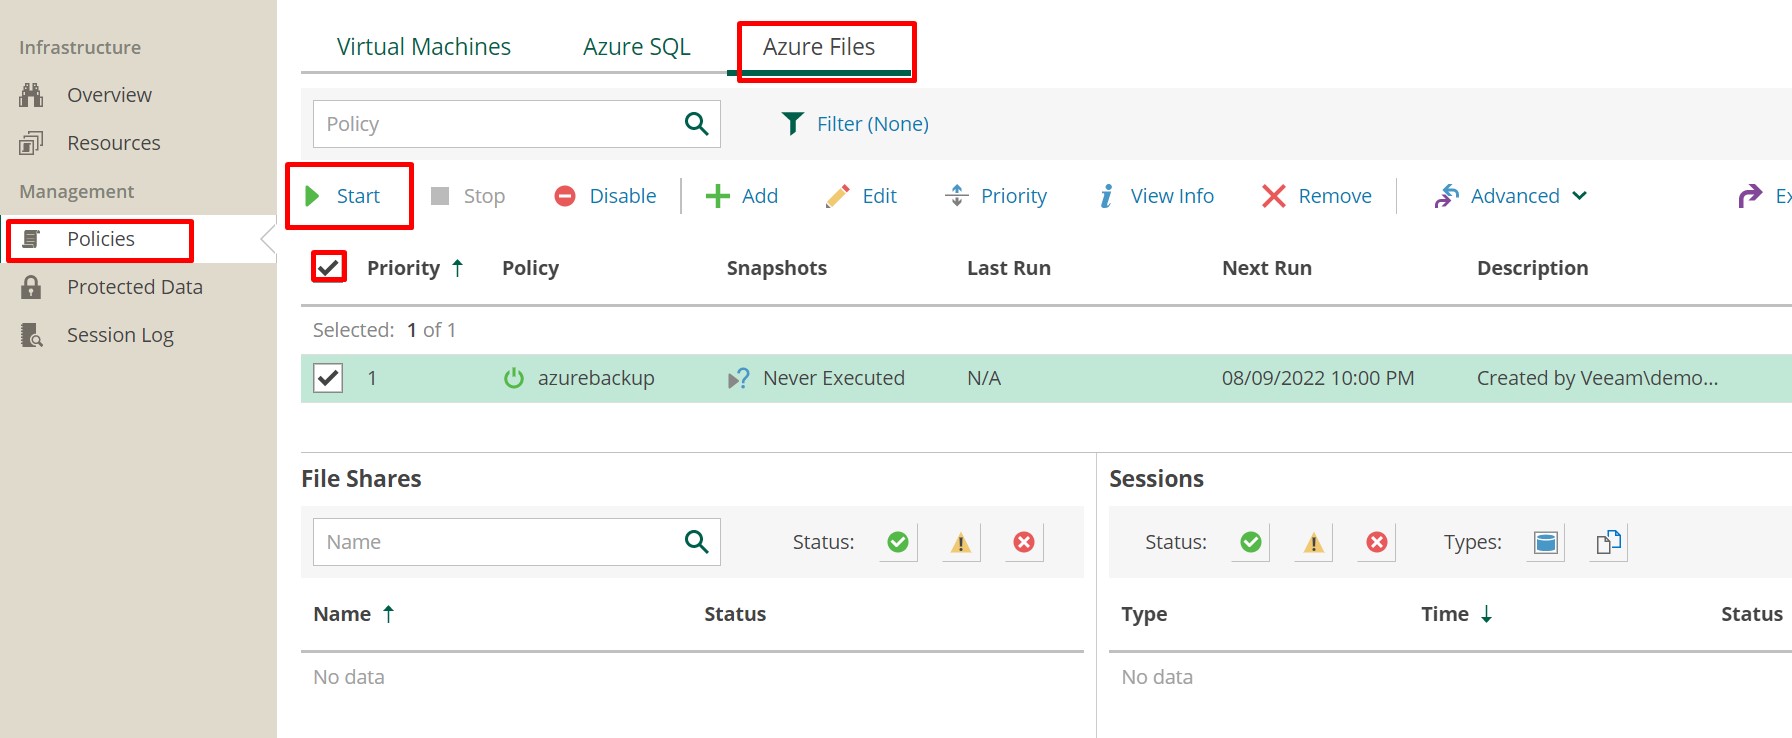 Infrastructure
Overview
Resources
Management
Policies
Protected Data
Session Log
Virtual Machines Azure SQL Azure Files
Policy Filter (None)
Start Stop Disable Add Edit Priority View Info Remove Advanced
Priority Policy Snapshots Last Run Next Run Description
Selected: 1 of 1
1 azurebackup Never Executed N/A 08/09/2022 10:00 PM Created by Veeam\demo...
File Shares
Name Status:
Name Status
No data
Sessions
Status: Types:
Type Time Status
No data